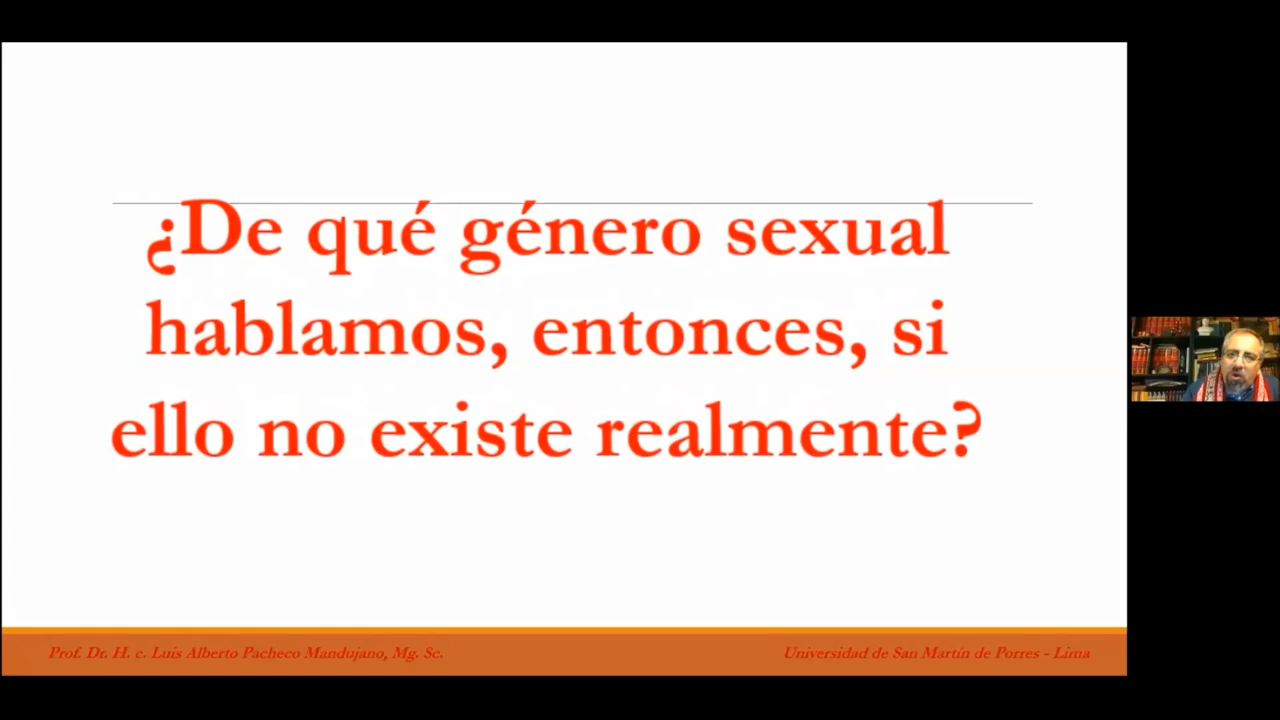 ¿De qué género sexual
hablamos, entonces, si
ello no existe realmente?
Prof. Dr. H. c. Luis Alberto Pacheco Mandujano, Mg. Sc.
Universidad de San Martín de Porres - Lima